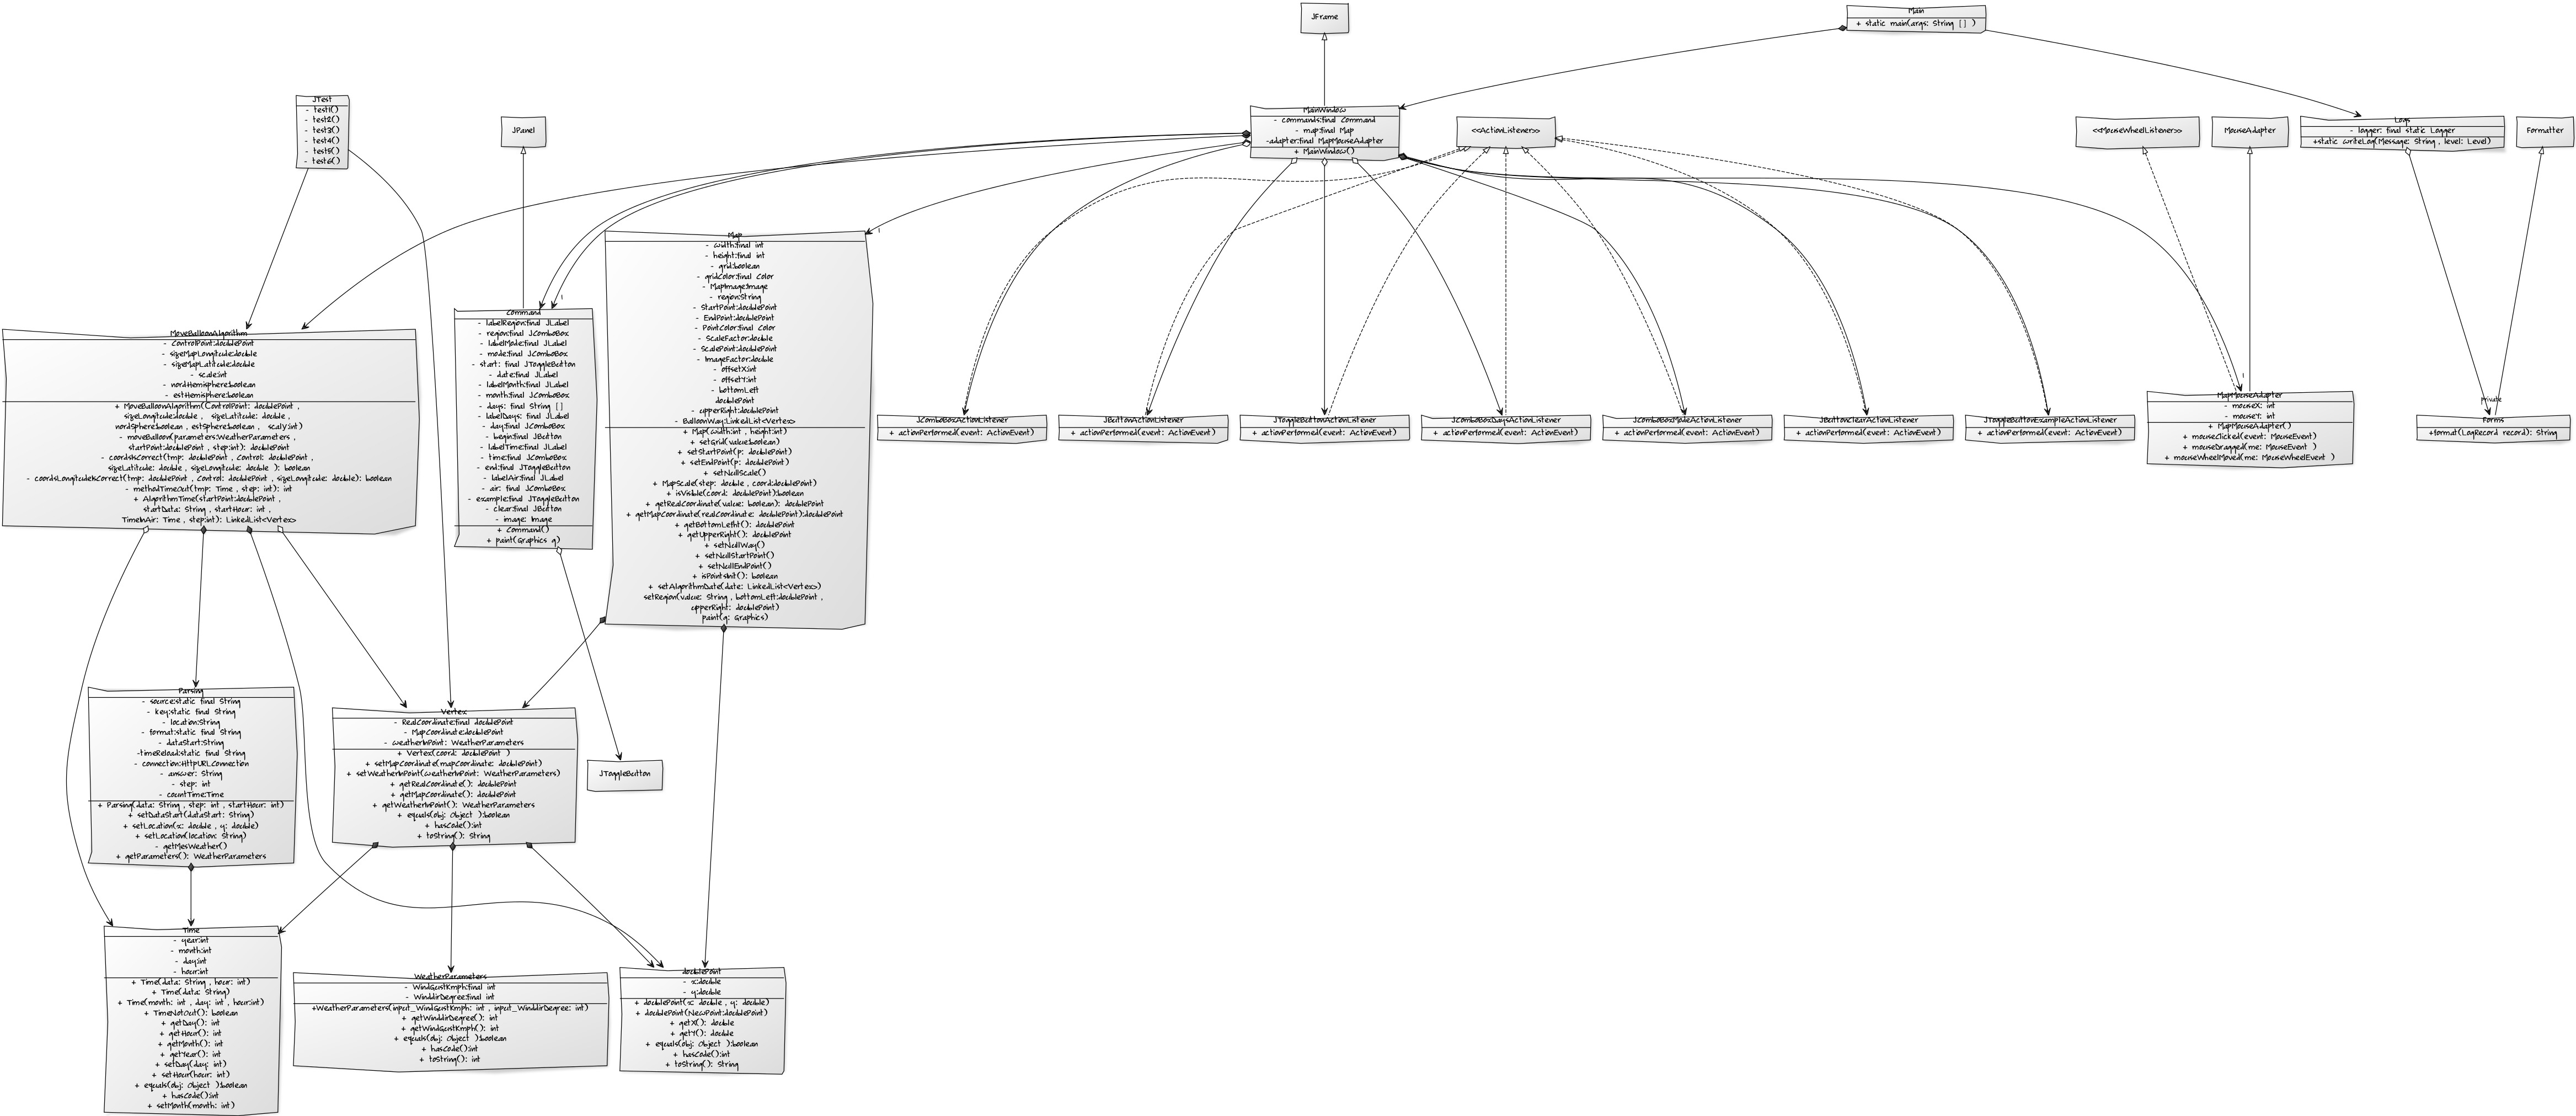 JFrame
Main
+ static main(args: String [] )
JTest
- test1()
- test2()
- test3()
- test4()
- test5()
- test6()
JPanel
MainWindow
- commands:final Command
- map:final Map
-adapter:final MapMouseAdapter
+ MainWindow()
<<ActionListener>>
<<MouseWheelListener>>
MouseAdapter
Logs
- logger: final static Logger
+static writeLog(Message: String , level: Level)
Formatter
MoveBalloonAlgorithm
- ControlPoint:doublePoint
- sizeMapLongitude:double
- sizeMapLatitude:double
- scale:int
- nordHemisphere:boolean
- estHemisphere:boolean
+ MoveBalloonAlgorithm(ControlPoint: doublePoint ,
sizeLongitude:double , sizeLatitude: double ,
nordSphere:boolean , estSphere:boolean , scaly:int)
- moveBalloon(parameters:WeatherParameters ,
startPoint:doublePoint , step:int): doublePoint
- coordsIsCorrect(tmp: doublePoint , Control: doublePoint ,
sizeLatitude: double , sizeLongitude: double ): boolean
- coordsLongitudeIsCorrect(tmp: doublePoint , Control: doublePoint , sizeLongitude: double): boolean
- methodTimeOut(tmp: Time , step: int): int
+ AlgorithmTime(startPoint:doublePoint ,
startData: String , startHour: int ,
TimeInAir: Time , step:int): LinkedList<Vertex>
1
Command
- labelRegion:final JLabel
- region:final JComboBox
- labelMode:final JLabel
- mode:final JComboBox
- start: final JToggleButton
- date:final JLabel
- labelMonth:final JLabel
- month:final JComboBox
- days: final String []
- labelDays: final JLabel
- day:final JComboBox
- begin:final JButton
- labelTime:final JLabel
- time:final JComboBox
- end:final JToggleButton
- labelAir:final JLabel
- air: final JComboBox
- example:final JToggleButton
- clear:final JButton
- image: Image
+ Command()
+ paint(Graphics g)
1
Map
- width:final int
- height:final int
- grid:boolean
- gridColor:final Color
- MapImage:Image
- region:String
- StartPoint:doublePoint
- EndPoint:doublePoint
- PointColor:final Color
- ScaleFactor:double
- ScalePoint:doublePoint
- ImageFactor:double
- offsetX:int
- offsetY:int
- bottomLeft
doublePoint
- upperRight:doublePoint
- BalloonWay:LinkedList<Vertex>
+ Map(width:int , height:int)
+ setGrid(value:boolean)
+ setStartPoint(p: doublePoint)
+ setEndPoint(p: doublePoint)
+ setNullScale()
+ MapScale(step: double , coord:doublePoint)
+ isVisible(coord: doublePoint):boolean
+ getRealCoordinate(value: boolean): doublePoint
+ getMapCoordinate(realCoordinate: doublePoint):doublePoint
+ getBottomLefht(): doublePoint
+ getUpperRight(): doublePoint
+ setNullWay()
+ setNullStartPoint()
+ setNullEndPoint()
+ isPointsInit(): boolean
+ setAlgorithmDate(date: LinkedList<Vertex>)
setRegion(value: String , bottomLeft:doublePoint ,
upperRight: doublePoint)
paint(g: Graphics)
JComboBoxActionListener
+ actionPerformed(event: ActionEvent)
JButtonActionListener
+ actionPerformed(event: ActionEvent)
JToggleButtonActionListener
+ actionPerformed(event: ActionEvent)
JComboBoxDaysActionListener
+ actionPerformed(event: ActionEvent)
JComboBoxModeActionListener
+ actionPerformed(event: ActionEvent)
JButtonClearActionListener
+ actionPerformed(event: ActionEvent)
JToggleButtonExampleActionListener
+ actionPerformed(event: ActionEvent)
1
MapMouseAdapter
- mouseX: int
- mouseY: int
+ MapMouseAdapter()
+ mouseClicked(event: MouseEvent)
+ mouseDragged(me: MouseEvent )
+ mouseWheelMoved(me: MouseWheelEvent )
private
Forms
+format(LogRecord record): String
Parsing
- source:static final String
- key:static final String
- location:String
- format:static final String
- dataStart:String
-timeReload:static final String
- connection:HttpURLConnection
- answer: String
- step: int
- countTime:Time
+ Parsing(data: String , step: int , startHour: int)
+ setDataStart(dataStart: String)
+ setLocation(x: double , y: double)
+ setLocation(location: String)
- getMesWeather()
+ getParameters(): WeatherParameters
Vertex
- RealCoordinate:final doublePoint
- MapCoordinate:doublePoint
- weatherInPoint: WeatherParameters
+ Vertex(coord: doublePoint )
+ setMapCoordinate(mapCoordinate: doublePoint)
+ setWeatherInPoint(weatherInPoint: WeatherParameters)
+ getRealCoordinate(): doublePoint
+ getMapCoordinate(): doublePoint
+ getWeatherInPoint(): WeatherParameters
+ equals(obj: Object ):boolean
+ hasCode():int
+ toString(): String
JToggleButton
Time
- year:int
- month:int
- day:int
- hour:int
+ Time(data: String , hour: int)
+ Time(data: String)
+ Time(month: int , day: int , hour:int)
+ TimeNotOut(): boolean
+ getDay(): int
+ getHour(): int
+ getMonth(): int
+ getYear(): int
+ setDay(day: int)
+ setHour(hour: int)
+ equals(obj: Object ):boolean
+ hasCode():int
+ setMonth(month: int)
WeatherParameters
- WindGustKmph:final int
- WinddirDegree:final int
+WeatherParameters(input_WindGustKmph: int , input_WinddirDegree: int)
+ getWinddirDegree(): int
+ getWindGustKmph(): int
+ equals(obj: Object ):boolean
+ hasCode():int
+ toString(): int
doublePoint
- x:double
- y:double
+ doublePoint(x: double , y: double)
+ doublePoint(NewPoint:doublePoint)
+ getX(): double
+ getY(): double
+ equals(obj: Object ):boolean
+ hasCode():int
+ toString(): String